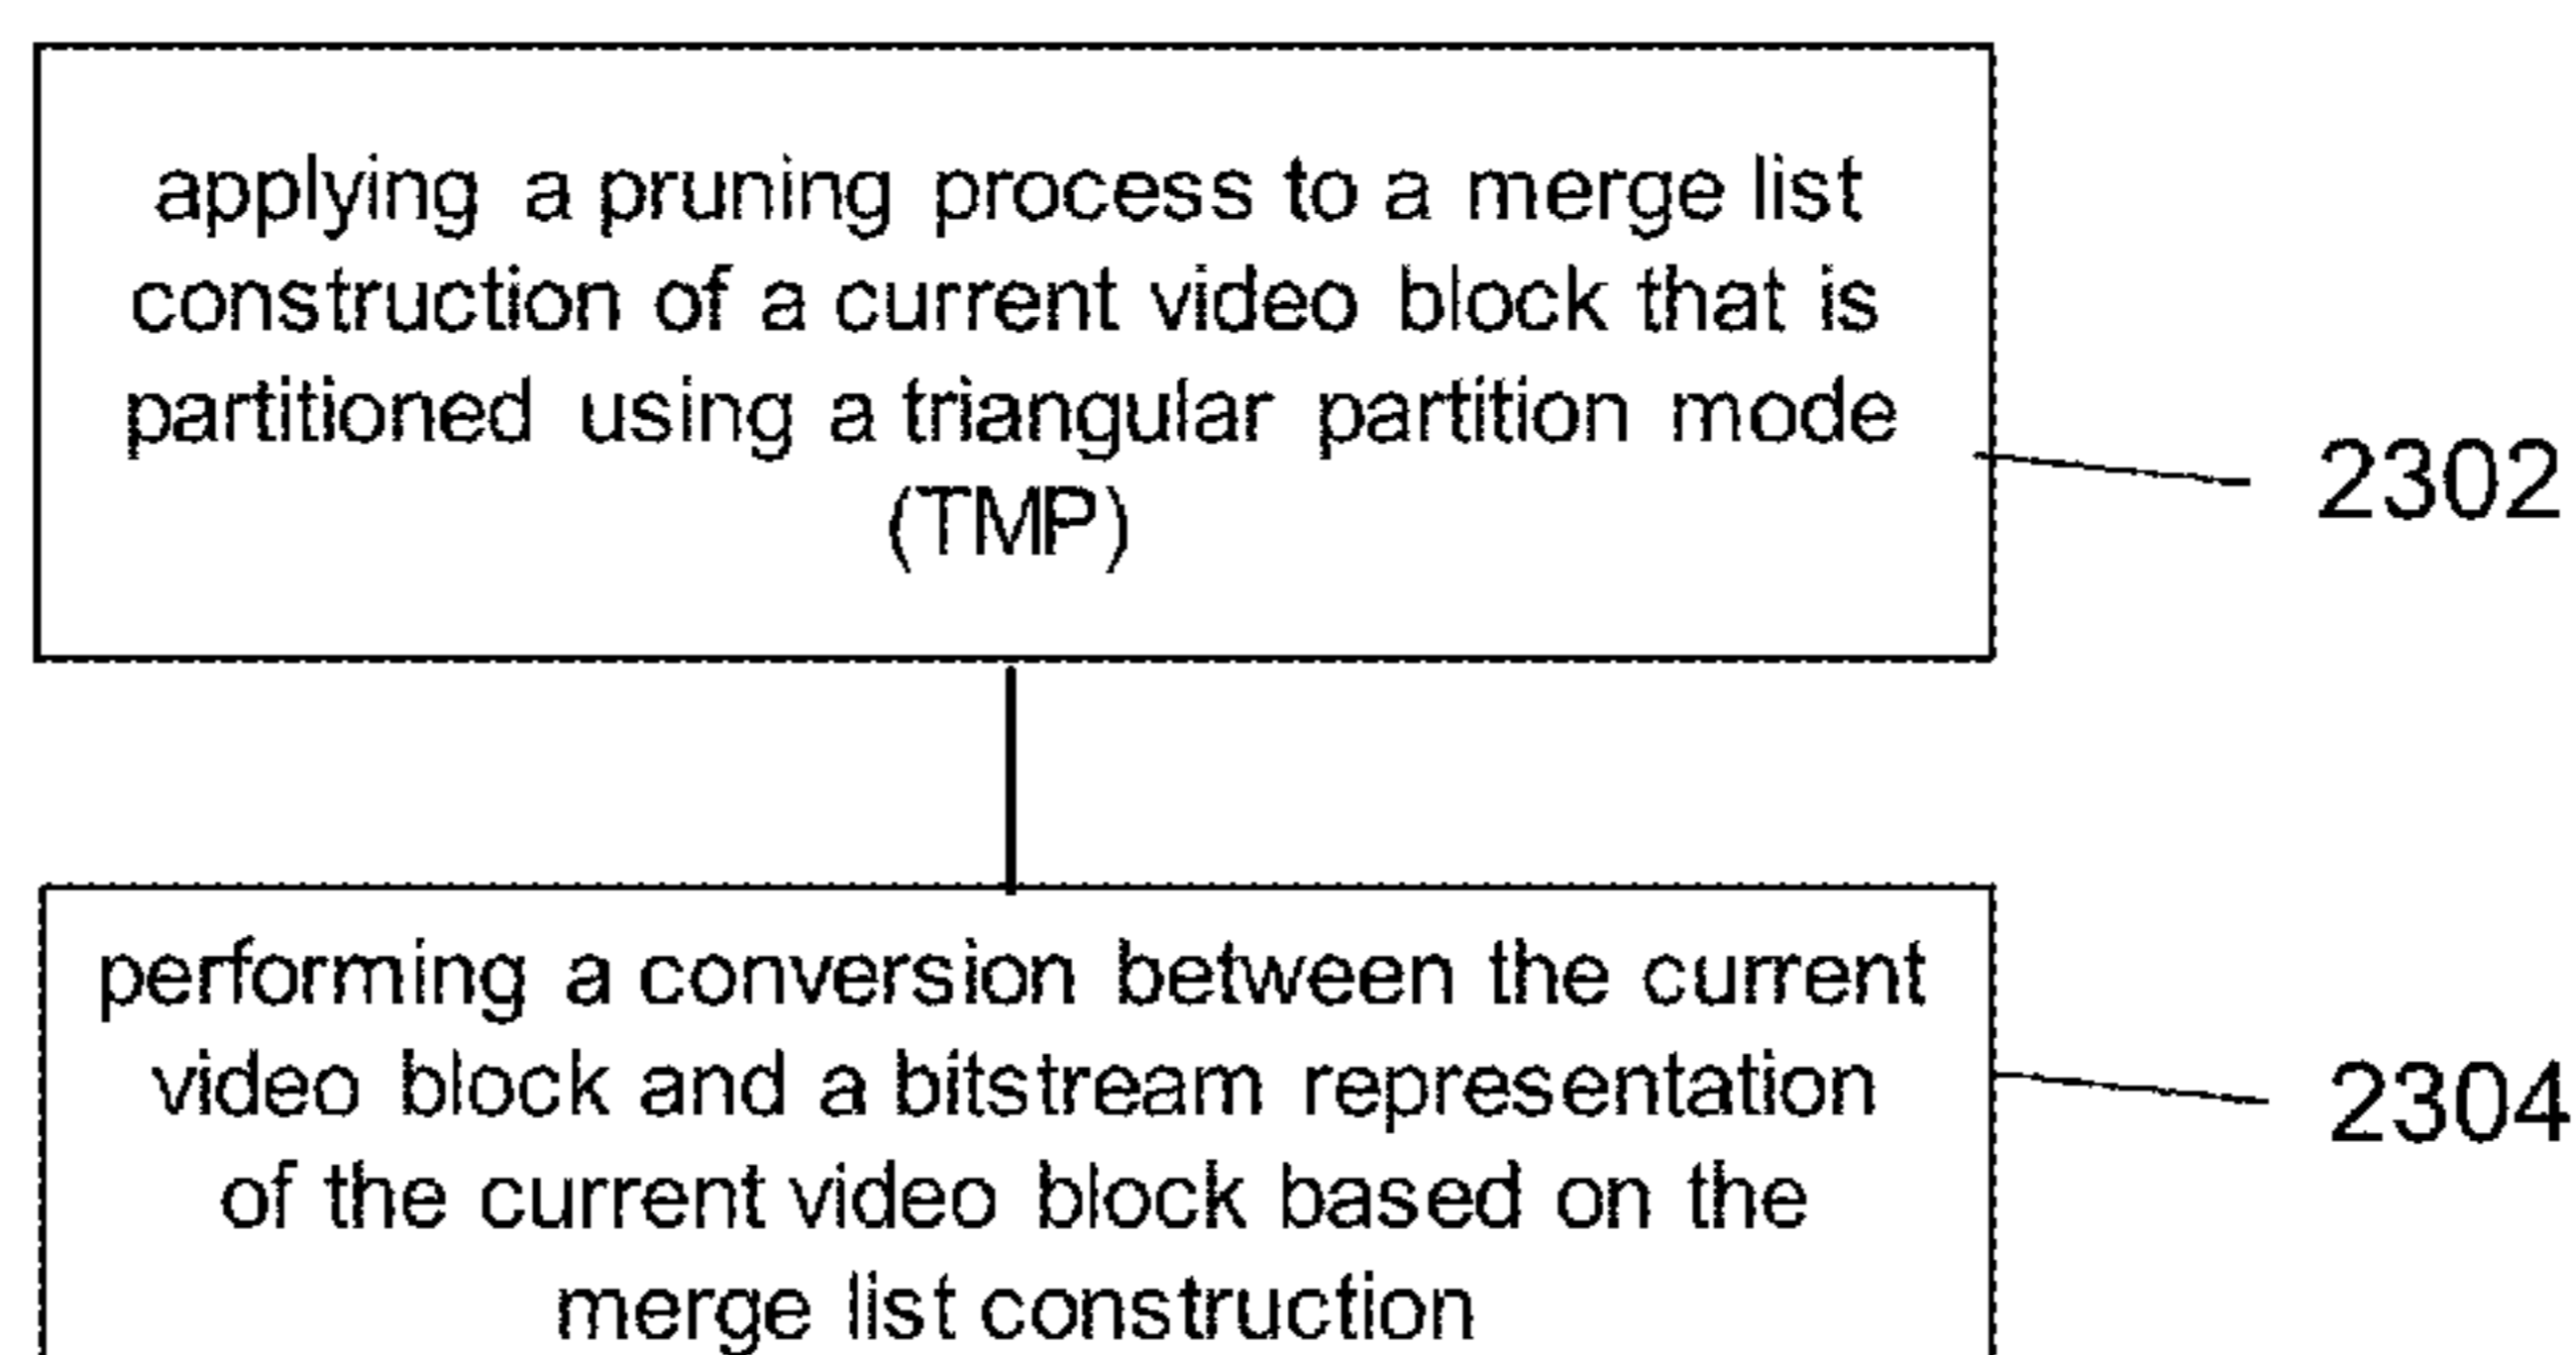 applying a pruning process to a merge list
construction of a current video block that is
partitioned using a triangular partition mode
(TMP)
2302
performing a conversion between the current
video block and a bitstream representation
of the current video block based on the
merge list construction
2304